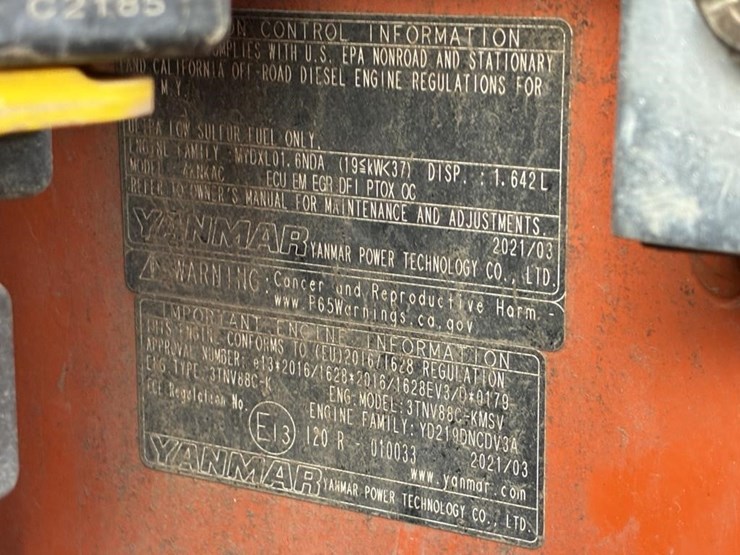 C2185
N CONTROL INFORMATION
COMPLIES WITH U.S. EPA NONROAD AND STATIONARY
AND CALIFORNIA OFF-ROAD DIESEL ENGINE REGULATIONS FOR
M.Y.
ULTRA LOW SULFUR FUEL ONLY.
ENGINE FAMILY : MYDXL01.6NDA (19≦kW<37) DISP. : 1.642L
MODEL ECU EM EGR DFI PTOX OC
REFER TO OWNER'S MANUAL FOR MAINTENANCE AND ADJUSTMENTS.
2021/03
YANMAR YANMAR POWER TECHNOLOGY CO., LTD.
WARNING : Cancer and Reproductive Harm -
www.P65Warnings.ca.gov
IMPORTANT ENGINE INFORMATION
THIS ENGINE CONFORMS TO (EU)2016/1628 REGULATION
APPROVAL NUMBER: e13*2016/1628*2016/1628EV3/D*0179
ENG.TYPE :3TNV88C-K ENG.MODEL:3TNV88C-KMSV
ENGINE FAMILY:YD219DNCDV3A
Regulation No. E13 120 R - 010033 2021/03
www.yanmar.com
YANMAR YANMAR POWER TECHNOLOGY CO., LTD.